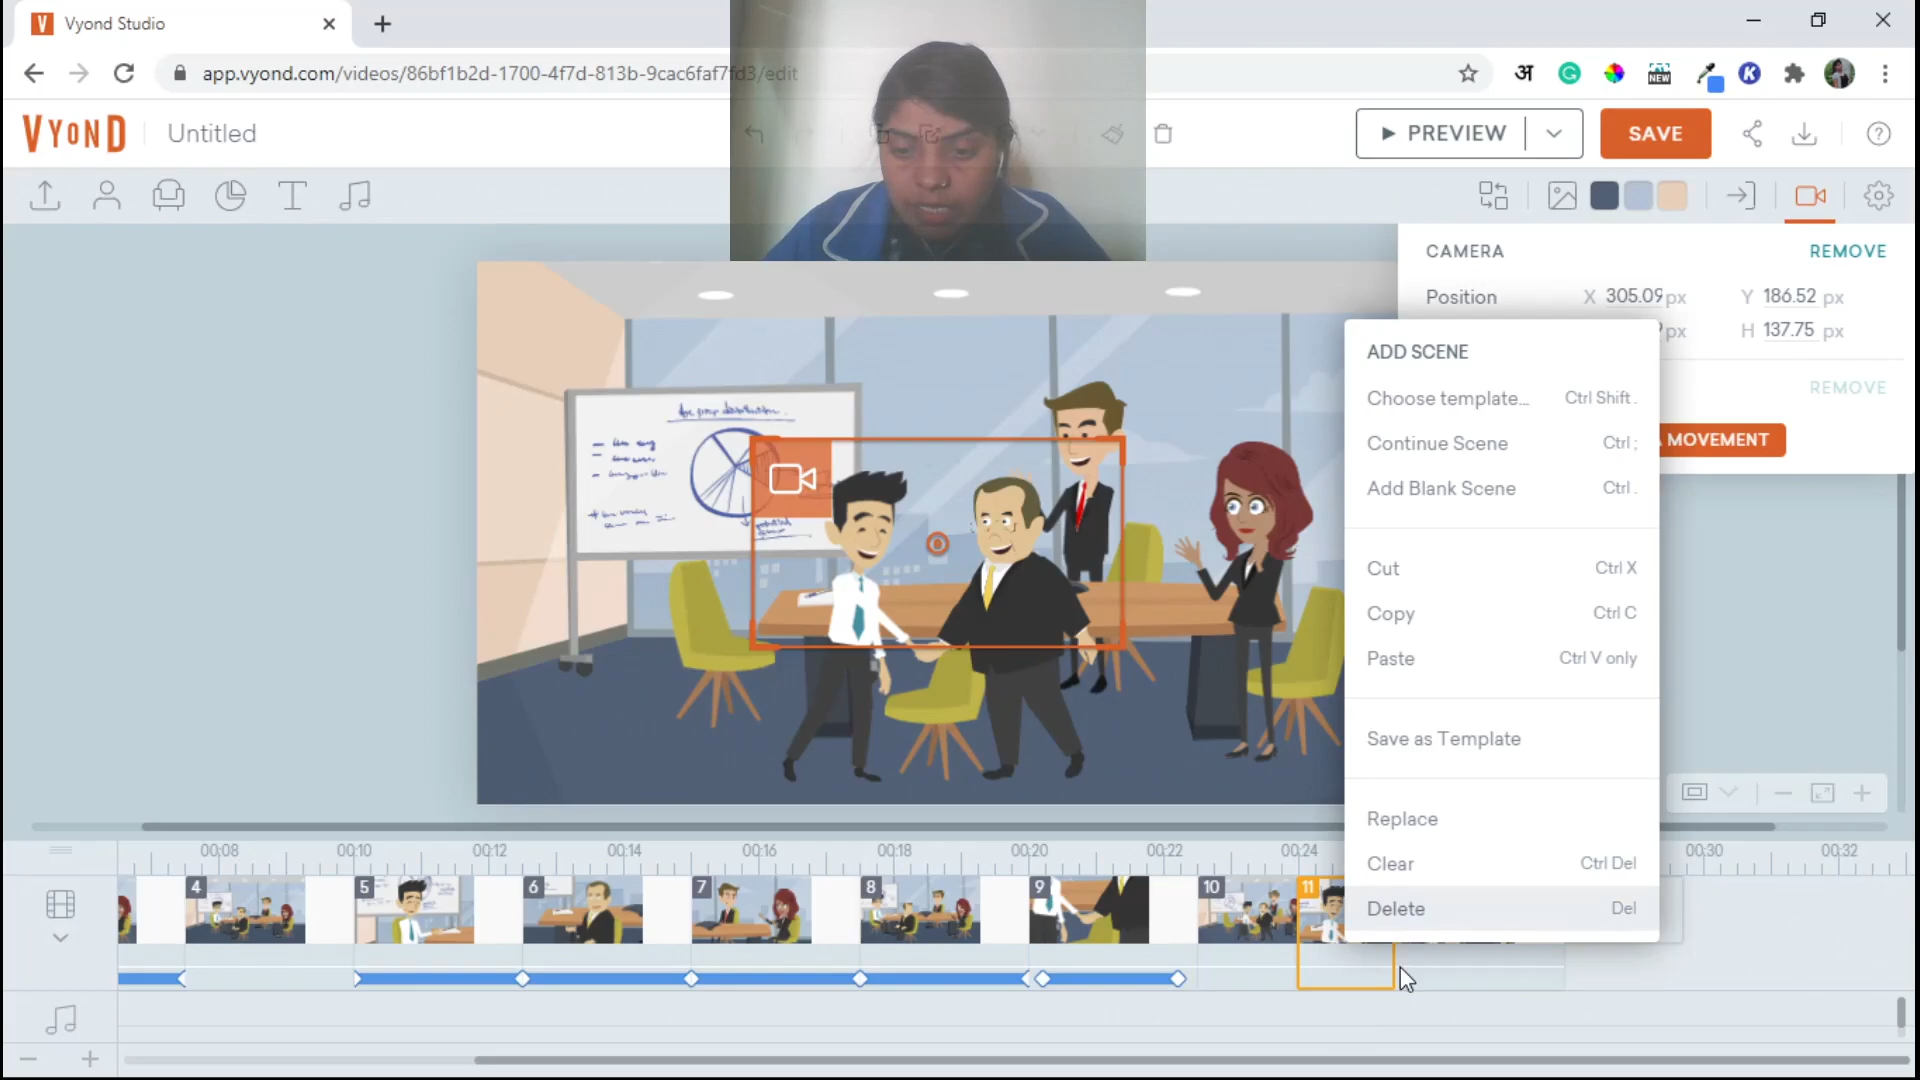 Vyond Studio
app.vyond.com/videos/86bf1b2d-1700-4f7d-813b-9cac6faf7fd3/edit
अ
G
NEW
K
VYOND
Untitled
PREVIEW
SAVE
CAMERA
REMOVE
Position
X 305.09 px
Y 186.52 px
px
H 137.75 px
REMOVE
MOVEMENT
ADD SCENE
Choose template...
Ctrl Shift .
Continue Scene
Ctrl ;
Add Blank Scene
Ctrl .
Cut
Ctrl X
Copy
Ctrl C
Paste
Ctrl V only
Save as Template
Replace
Clear
Ctrl Del
Delete
Del
00:08
00:10
00:12
00:14
00:16
00:18
00:20
00:22
00:24
00:30
00:32
4
5
6
7
8
9
10
11